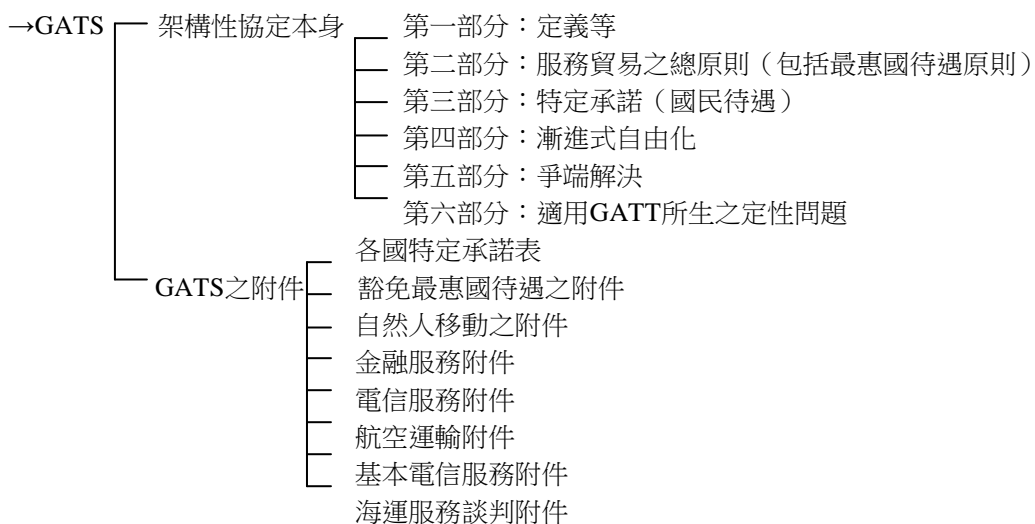 →GATS 架構性協定本身 第一部分：定義等
第二部分：服務貿易之總原則（包括最惠國待遇原則）
第三部分：特定承諾（國民待遇）
第四部分：漸進式自由化
第五部分：爭端解決
第六部分：適用GATT所生之定性問題
各國特定承諾表
GATS之附件 豁免最惠國待遇之附件
自然人移動之附件
金融服務附件
電信服務附件
航空運輸附件
基本電信服務附件
海運服務談判附件